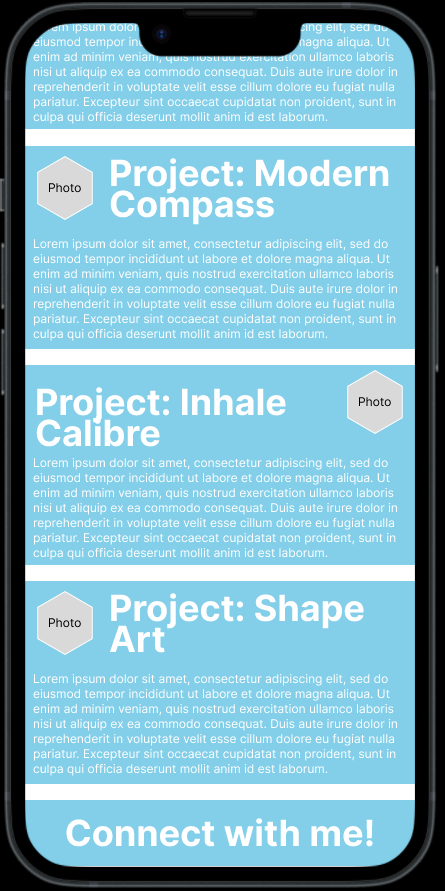 eiusmod tempor in magna aliqua. Ut
enim ad minim veniam, quis nostrud exercitation ullamco laboris
nisi ut aliquip ex ea commodo consequat. Duis aute irure dolor in
reprehenderit in voluptate velit esse cillum dolore eu fugiat nulla
pariatur. Excepteur sint occaecat cupidatat non proident, sunt in
culpa qui officia deserunt mollit anim id est laborum.
Photo
Project: Modern
Compass
Lorem ipsum dolor sit amet, consectetur adipiscing elit, sed do
eiusmod tempor incididunt ut labore et dolore magna aliqua. Ut
enim ad minim veniam, quis nostrud exercitation ullamco laboris
nisi ut aliquip ex ea commodo consequat. Duis aute irure dolor in
reprehenderit in voluptate velit esse cillum dolore eu fugiat nulla
pariatur. Excepteur sint occaecat cupidatat non proident, sunt in
culpa qui officia deserunt mollit anim id est laborum.
Project: Inhale
Calibre
Photo
Lorem ipsum dolor sit amet, consectetur adipiscing elit, sed do
eiusmod tempor incididunt ut labore et dolore magna aliqua. Ut
enim ad minim veniam, quis nostrud exercitation ullamco laboris
nisi ut aliquip ex ea commodo consequat. Duis aute irure dolor in
reprehenderit in voluptate velit esse cillum dolore eu fugiat nulla
pariatur. Excepteur sint occaecat cupidatat non proident, sunt in
culpa qui officia deserunt mollit anim id est laborum.
Photo
Project: Shape
Art
Lorem ipsum dolor sit amet, consectetur adipiscing elit, sed do
eiusmod tempor incididunt ut labore et dolore magna aliqua. Ut
enim ad minim veniam, quis nostrud exercitation ullamco laboris
nisi ut aliquip ex ea commodo consequat. Duis aute irure dolor in
reprehenderit in voluptate velit esse cillum dolore eu fugiat nulla
pariatur. Excepteur sint occaecat cupidatat non proident, sunt in
culpa qui officia deserunt mollit anim id est laborum.
Connect with me!